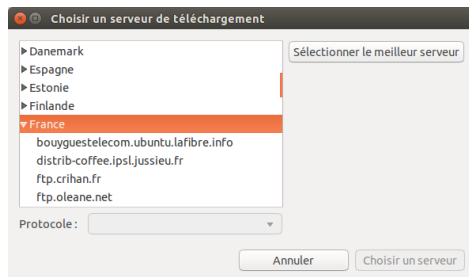 Choisir un serveur de téléchargement
Danemark
Sélectionner le meilleur serveur
Espagne
Estonie
Finlande
France
bouyguestelecom.ubuntu.lafibre.info
distrib-coffee.ipsl.jussieu.fr
ftp.crihan.fr
ftp.oleane.net
Protocole :
Annuler
Choisir un serveur